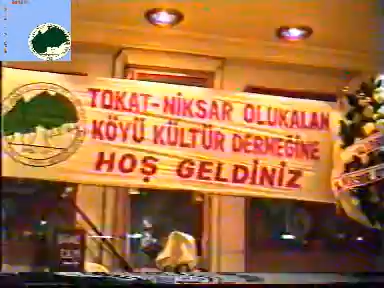 TOKAT-NİKSAR OLUKALAN
KÖYÜ KÜLTÜR DERNEĞİNE
HOŞ GELDİNİZ